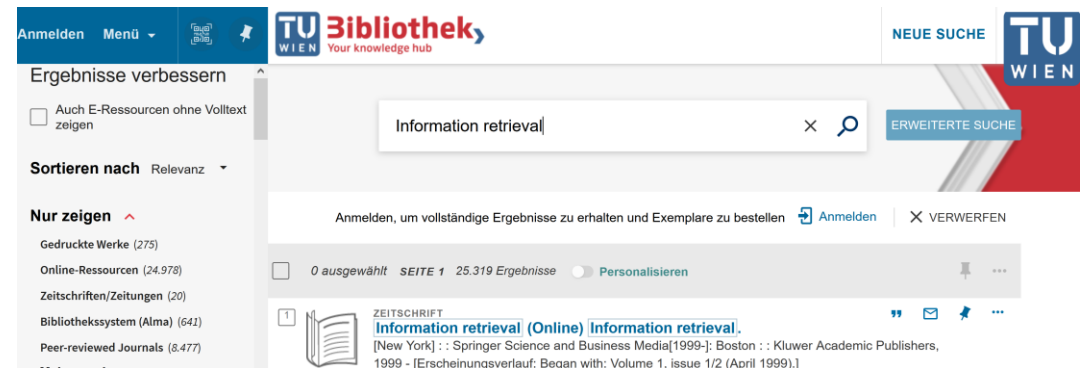 Anmelden Menü
TU WIEN Bibliothek
Your knowledge hub
NEUE SUCHE
TU WIEN
Ergebnisse verbessern
Auch E-Ressourcen ohne Volltext
zeigen
Sortieren nach Relevanz
Nur zeigen
Gedruckte Werke (275)
Online-Ressourcen (24.978)
Zeitschriften/Zeitungen (20)
Bibliothekssystem (Alma) (641)
Peer-reviewed Journals (8.477)
Information retrieval
ERWEITERTE SUCHE
Anmelden, um vollständige Ergebnisse zu erhalten und Exemplare zu bestellen Anmelden VERWERFEN
0 ausgewählt SEITE 1 25.319 Ergebnisse Personalisieren
1
ZEITSCHRIFT
Information retrieval (Online) Information retrieval.
[New York] : : Springer Science and Business Media[1999-]: Boston : : Kluwer Academic Publishers,
1999 - [Erscheinungsverlauf: Began with: Volume 1, issue 1/2 (April 1999).]